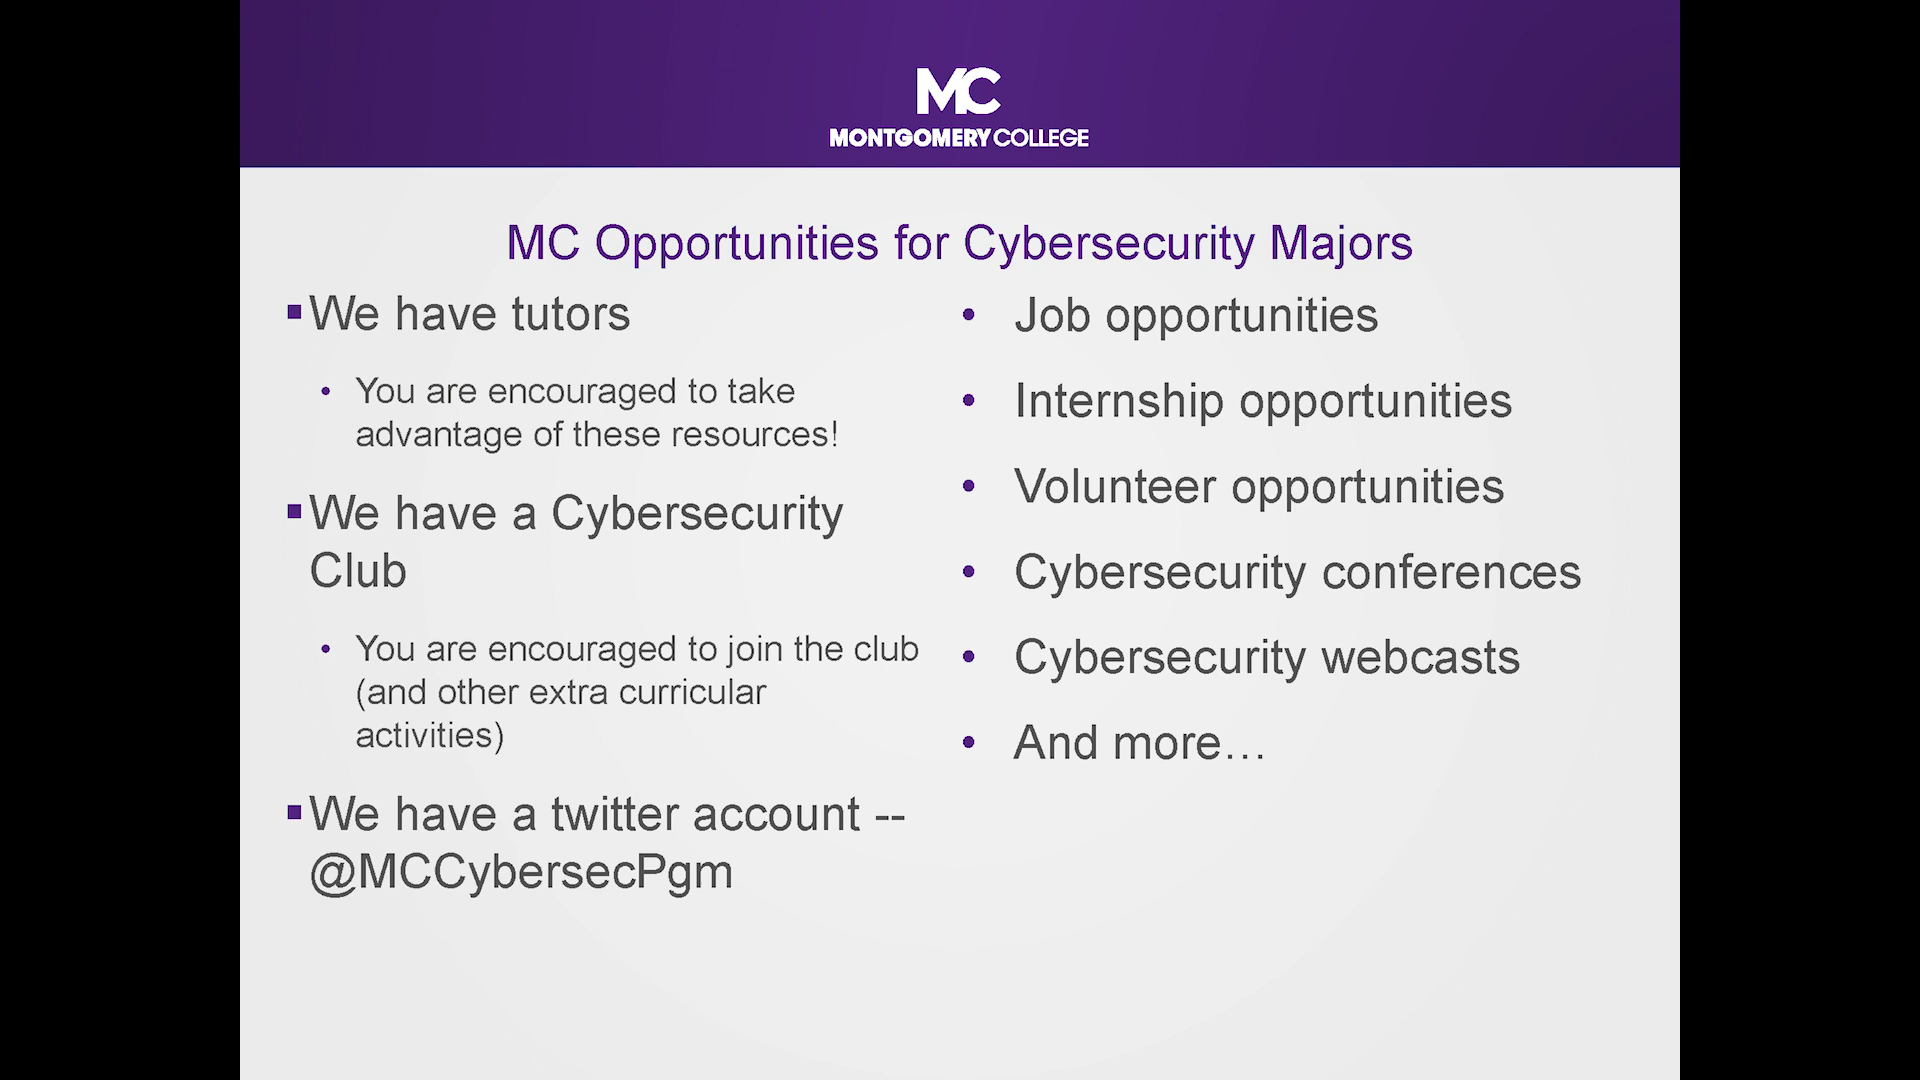 MC
MONTGOMERY COLLEGE
MC Opportunities for Cybersecurity Majors
▪We have tutors
• You are encouraged to take
advantage of these resources!
▪We have a Cybersecurity
Club
• You are encouraged to join the club
(and other extra curricular
activities)
▪We have a twitter account --
@MCCybersecPgm
• Job opportunities
• Internship opportunities
• Volunteer opportunities
• Cybersecurity conferences
• Cybersecurity webcasts
• And more…